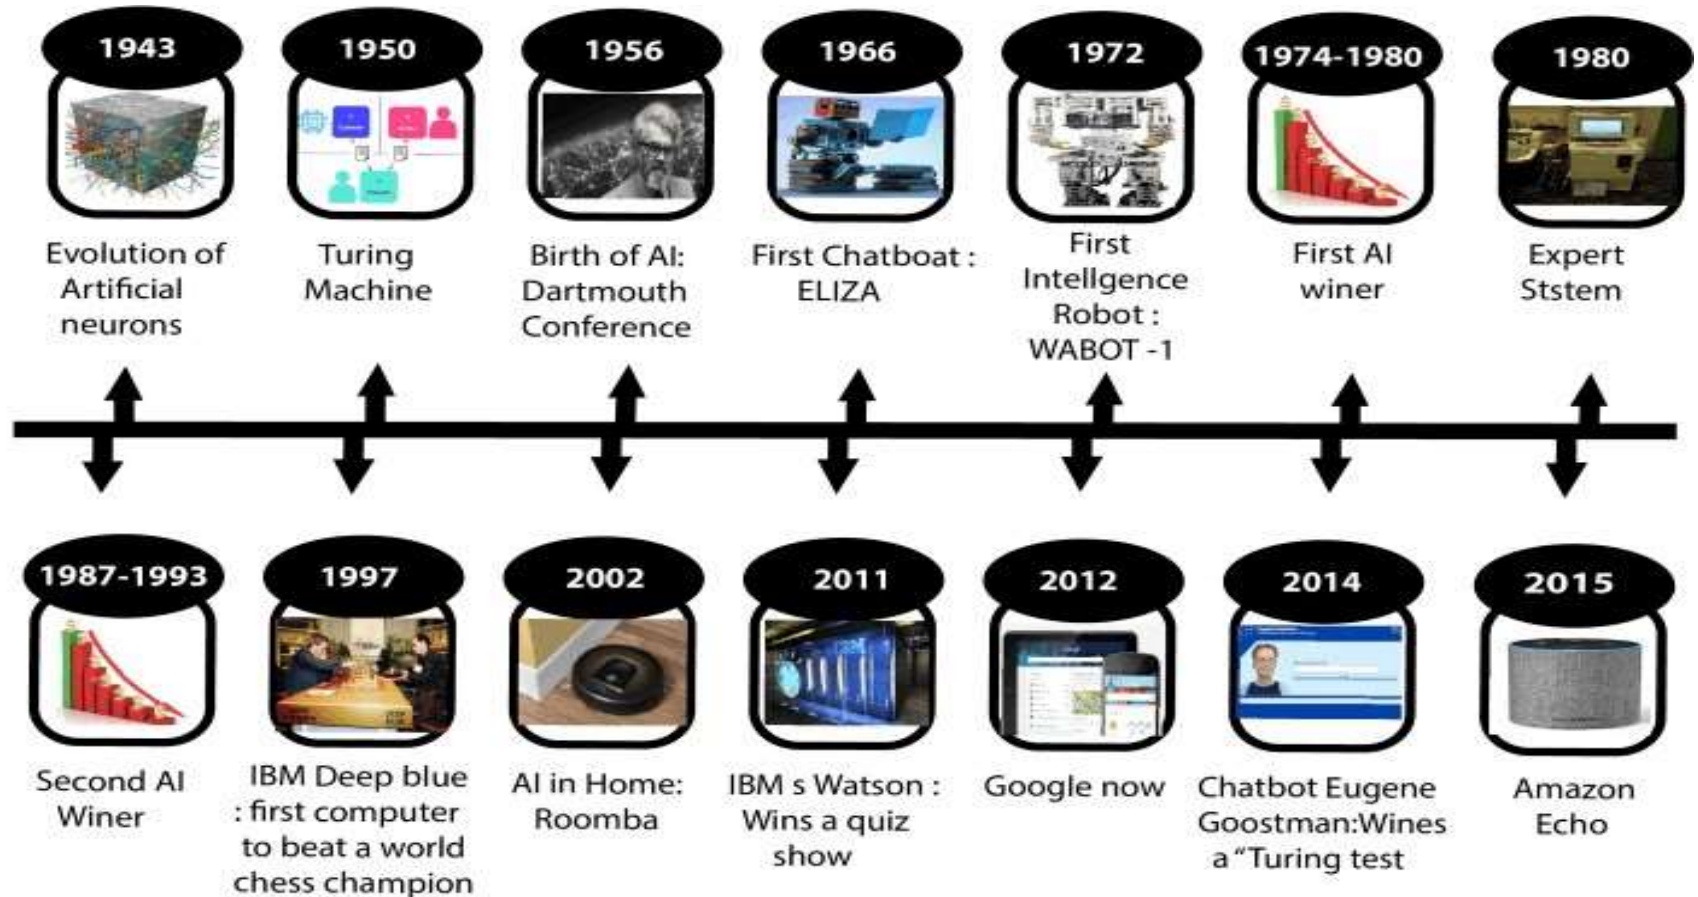 1943
Evolution of
Artificial
neurons
1950
Turing
Machine
1956
Birth of AI:
Dartmouth
Conference
1966
First Chatboat :
ELIZA
1972
First
Intellgence
Robot :
WABOT -1
1974-1980
First AI
winer
1980
Expert
Ststem
1987-1993
Second AI
Winer
1997
IBM Deep blue
: first computer
to beat a world
chess champion
2002
AI in Home:
Roomba
2011
IBM s Watson :
Wins a quiz
show
2012
Google now
2014
Chatbot Eugene
Goostman:Wines
a “Turing test
2015
Amazon
Echo